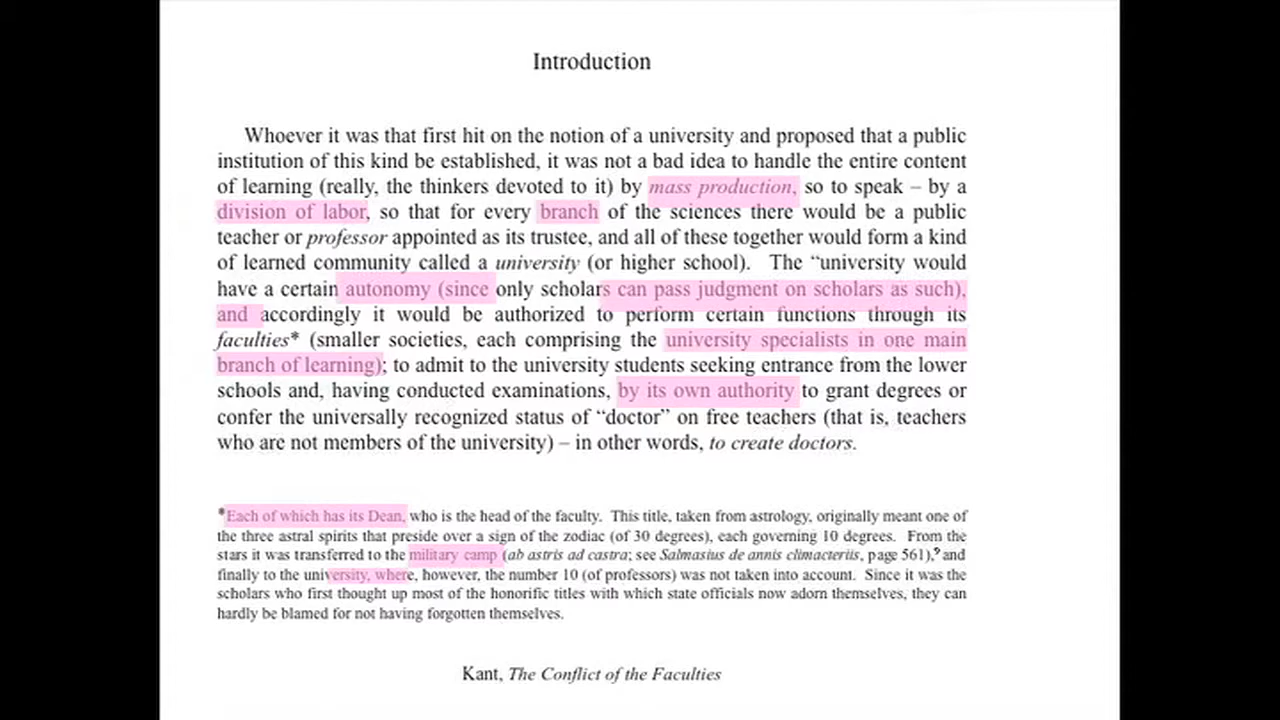 Introduction
Whoever it was that first hit on the notion of a university and proposed that a public
institution of this kind be established, it was not a bad idea to handle the entire content
of learning (really, the thinkers devoted to it) by mass production, so to speak – by a
division of labor, so that for every branch of the sciences there would be a public
teacher or professor appointed as its trustee, and all of these together would form a kind
of learned community called a university (or higher school). The “university would
have a certain autonomy (since only scholars can pass judgment on scholars as such),
and accordingly it would be authorized to perform certain functions through its
faculties* (smaller societies, each comprising the university specialists in one main
branch of learning); to admit to the university students seeking entrance from the lower
schools and, having conducted examinations, by its own authority to grant degrees or
confer the universally recognized status of “doctor” on free teachers (that is, teachers
who are not members of the university) – in other words, to create doctors.
*Each of which has its Dean, who is the head of the faculty. This title, taken from astrology, originally meant one of
the three astral spirits that preside over a sign of the zodiac (of 30 degrees), each governing 10 degrees. From the
stars it was transferred to the military camp (ab astris ad castra; see Salmasius de annis climacteriis, page 561),⁹ and
finally to the university, where, however, the number 10 (of professors) was not taken into account. Since it was the
scholars who first thought up most of the honorific titles with which state officials now adorn themselves, they can
hardly be blamed for not having forgotten themselves.
Kant, The Conflict of the Faculties